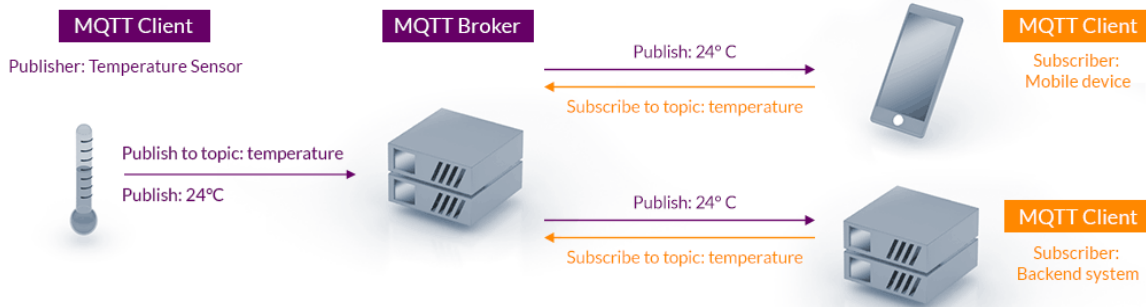 MQTT Client
Publisher: Temperature Sensor
Publish to topic: temperature
Publish: 24°C
MQTT Broker
Publish: 24° C
Subscribe to topic: temperature
MQTT Client
Subscriber:
Mobile device
Publish: 24° C
Subscribe to topic: temperature
MQTT Client
Subscriber:
Backend system